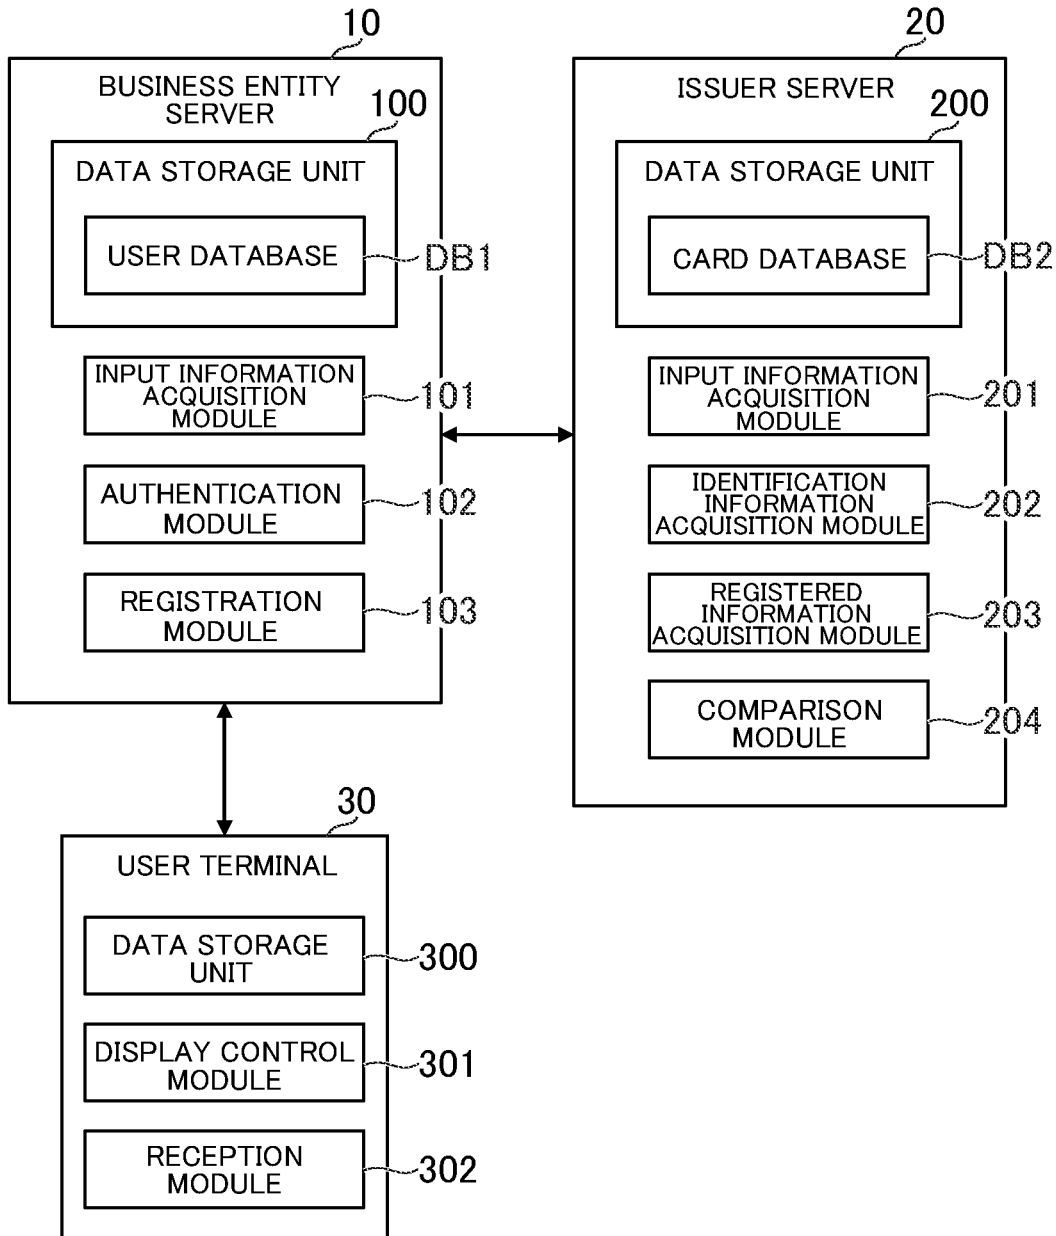 10
BUSINESS ENTITY
SERVER
100
DATA STORAGE UNIT
USER DATABASE
DB1
INPUT INFORMATION
ACQUISITION
MODULE
101
AUTHENTICATION
MODULE
102
REGISTRATION
MODULE
103
20
ISSUER SERVER
200
DATA STORAGE UNIT
CARD DATABASE
DB2
INPUT INFORMATION
ACQUISITION
MODULE
201
IDENTIFICATION
INFORMATION
ACQUISITION MODULE
202
REGISTERED
INFORMATION
ACQUISITION MODULE
203
COMPARISON
MODULE
204
30
USER TERMINAL
DATA STORAGE
UNIT
300
DISPLAY CONTROL
MODULE
301
RECEPTION
MODULE
302